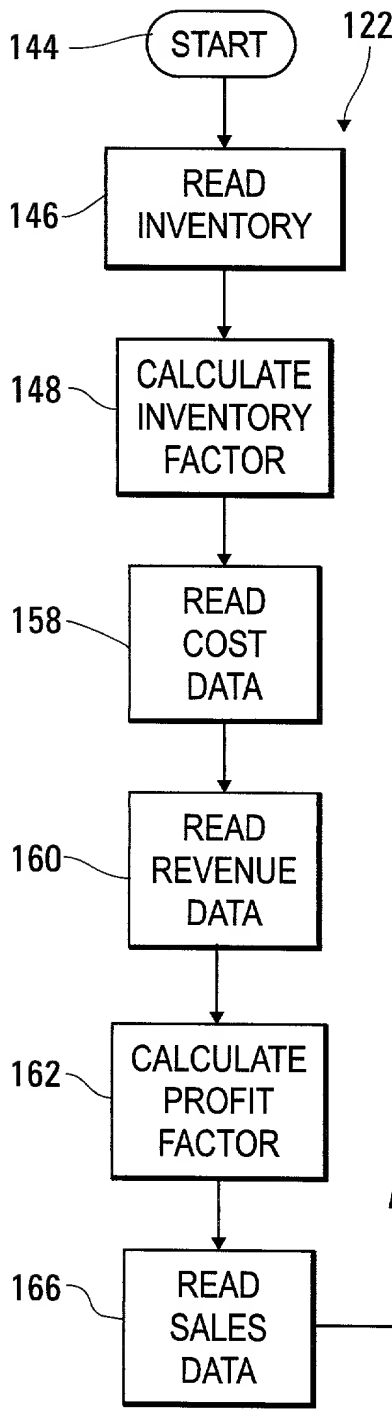 144
START
122
146
READ
INVENTORY
148
CALCULATE
INVENTORY
FACTOR
158
READ
COST
DATA
160
READ
REVENUE
DATA
162
CALCULATE
PROFIT
FACTOR
166
READ
SALES
DATA